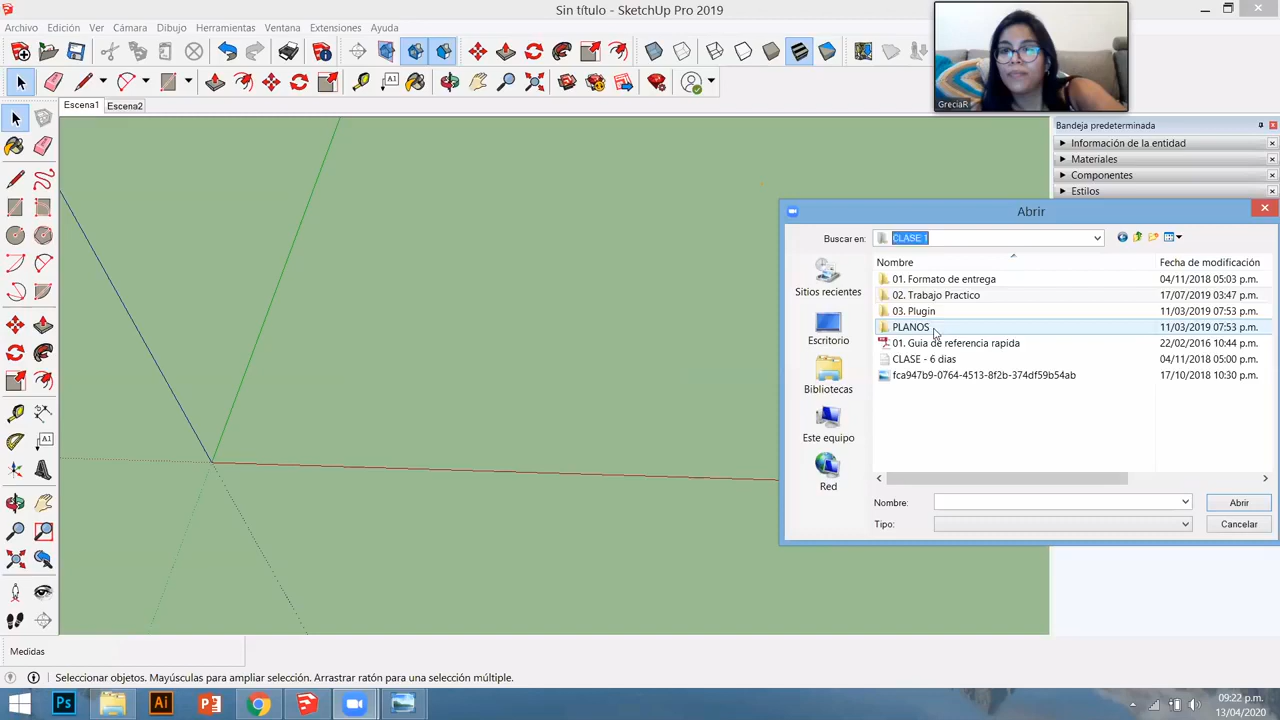 Sin título - SketchUp Pro 2019
Archivo Edición Ver Cámara Dibujo Herramientas Ventana Extensiones Ayuda
GreciaR
Escena1 Escena2
Bandeja predeterminada
Información de la entidad
Materiales
Componentes
Estilos
Abrir
Buscar en: CLASE 1
Nombre Fecha de modificación
01. Formato de entrega 04/11/2018 05:03 p.m.
02. Trabajo Practico 17/07/2019 03:47 p.m.
03. Plugin 11/03/2019 07:53 p.m.
PLANOS 11/03/2019 07:53 p.m.
01. Guia de referencia rapida 22/02/2016 10:44 p.m.
CLASE - 6 dias 04/11/2018 05:00 p.m.
fca947b9-0764-4513-8f2b-374df59b54ab 17/10/2018 10:30 p.m.
Sitios recientes
Escritorio
Bibliotecas
Este equipo
Red
Nombre: Abrir
Tipo: Cancelar
Medidas
Seleccionar objetos. Mayúsculas para ampliar selección. Arrastrar ratón para una selección múltiple.
Ps Ai
09:22 p.m.
13/04/2020